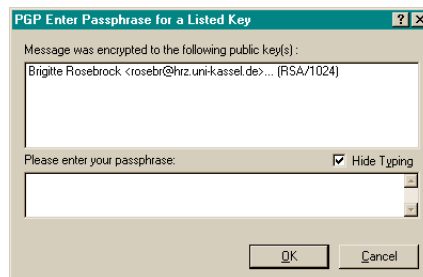 PGP Enter Passphrase for a Listed Key
Message was encrypted to the following public key(s) :
Brigitte Rosebrock <rosebr@hrz.uni-kassel.de>... (RSA/1024)
Please enter your passphrase:
Hide Typing
OK
Cancel